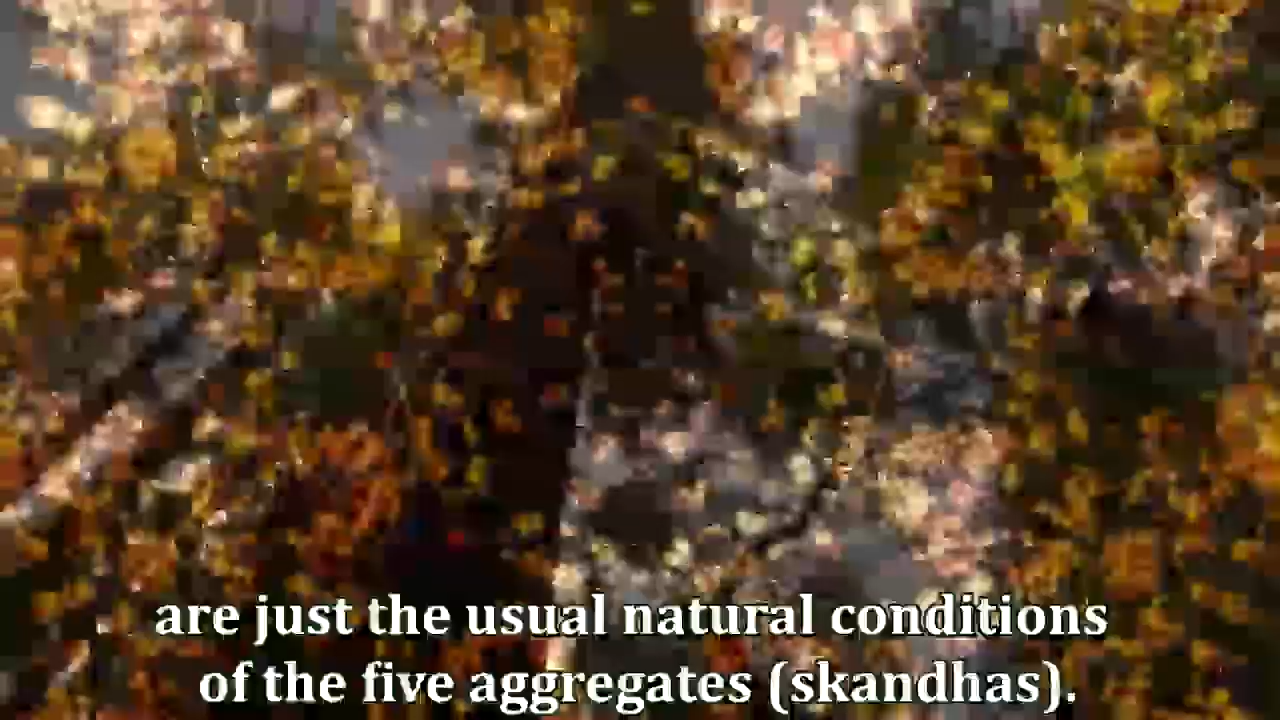 are just the usual natural conditions
of the five aggregates (skandhas).